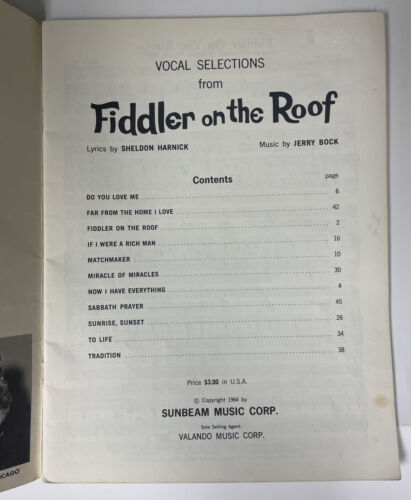 VOCAL SELECTIONS
from
Fiddler on the Roof
Lyrics by SHELDON HARNICK Music by JERRY BOCK
Contents page
DO YOU LOVE ME 6
FAR FROM THE HOME I LOVE 42
FIDDLER ON THE ROOF 2
IF I WERE A RICH MAN 16
MATCHMAKER 10
MIRACLE OF MIRACLES 30
NOW I HAVE EVERYTHING 4
SABBATH PRAYER 45
SUNRISE, SUNSET 26
TO LIFE 34
TRADITION 38
Price $3.00 in U.S.A.
© Copyright 1964 by
SUNBEAM MUSIC CORP.
Sole Selling Agent:
VALANDO MUSIC CORP.